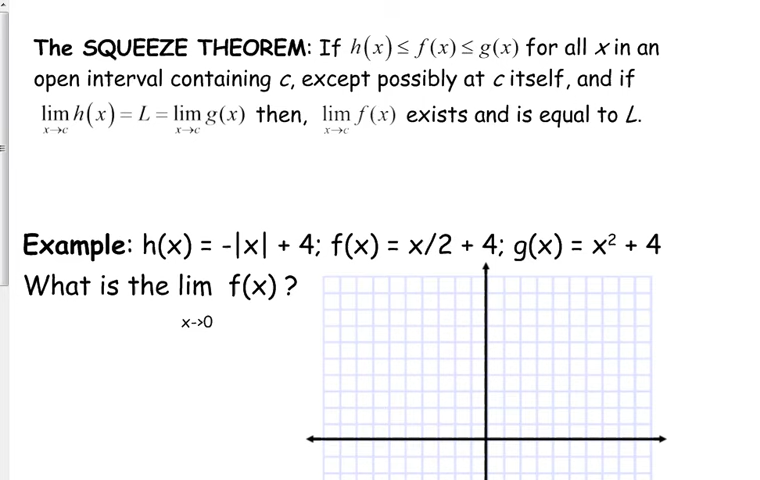 The SQUEEZE THEOREM: If h(x) ≤ f(x) ≤ g(x) for all x in an
open interval containing c, except possibly at c itself, and if
lim h(x) = L = lim g(x) then, lim f(x) exists and is equal to L.
x→c x→c x→c
Example: h(x) = -|x| + 4; f(x) = x/2 + 4; g(x) = x² + 4
What is the lim f(x) ?
x->0